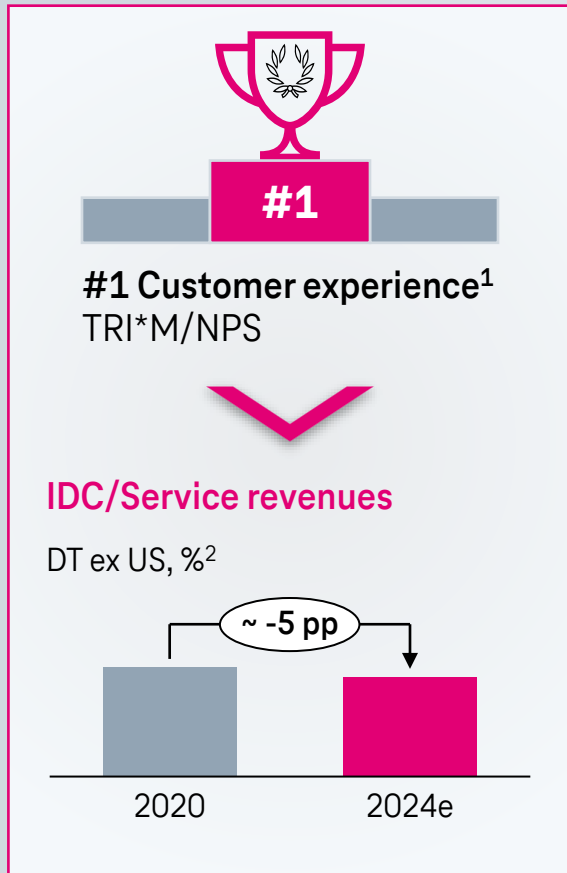 #1
#1 Customer experience¹
TRI*M/NPS
IDC/Service revenues
DT ex US, %²
~ -5 pp
2020
2024e